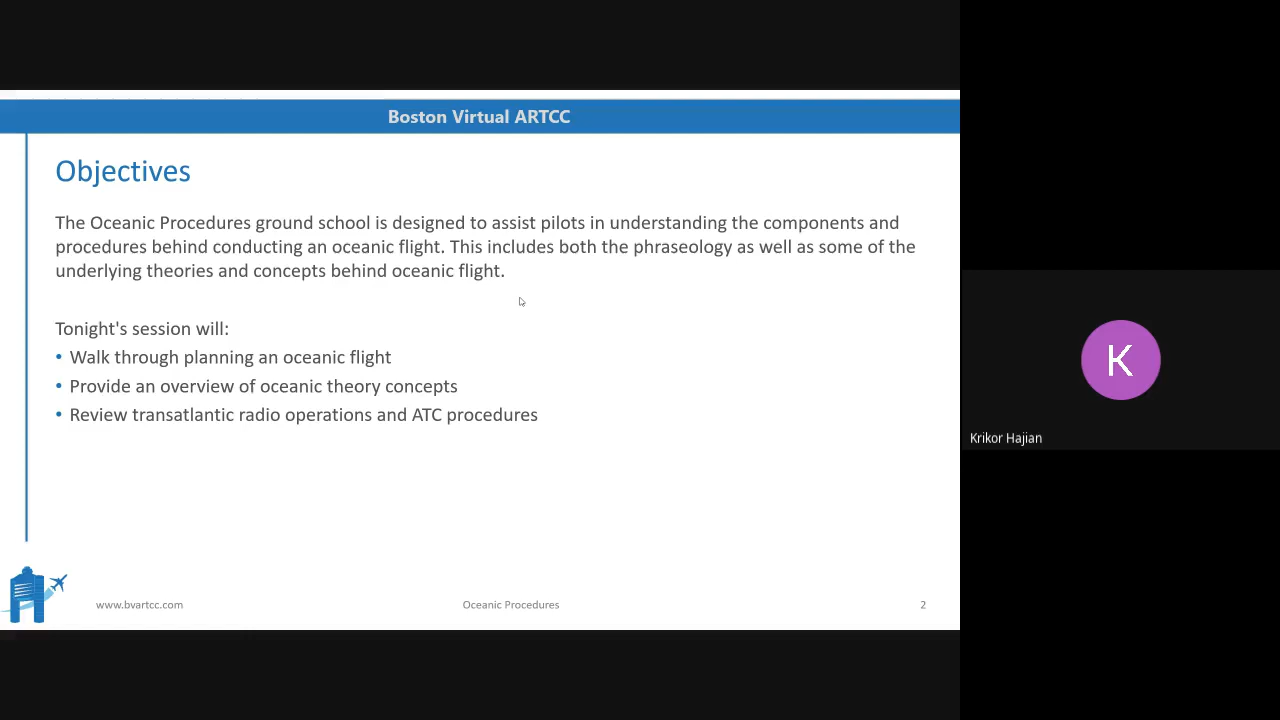 Boston Virtual ARTCC
Objectives
The Oceanic Procedures ground school is designed to assist pilots in understanding the components and
procedures behind conducting an oceanic flight. This includes both the phraseology as well as some of the
underlying theories and concepts behind oceanic flight.
Tonight's session will:
• Walk through planning an oceanic flight
• Provide an overview of oceanic theory concepts
• Review transatlantic radio operations and ATC procedures
www.bvartcc.com
Oceanic Procedures
2
K
Krikor Hajian